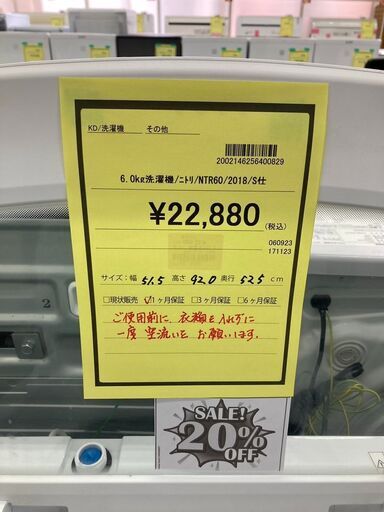 KD/洗濯機 その他
2002146256400829
6.0kg洗濯機/ニトリ/NTR60/2018/S仕
¥22,880(税込)
060923
171123
サイズ:幅 51.5 高さ 92.0 奥行 52.5 cm
□現状販売 ☑1ヶ月保証 □3ヶ月保証 □6ヶ月保証
ご使用前に、衣類を入れずに
一度 空流しを お願いします。
2
SALE!
20%
OFF